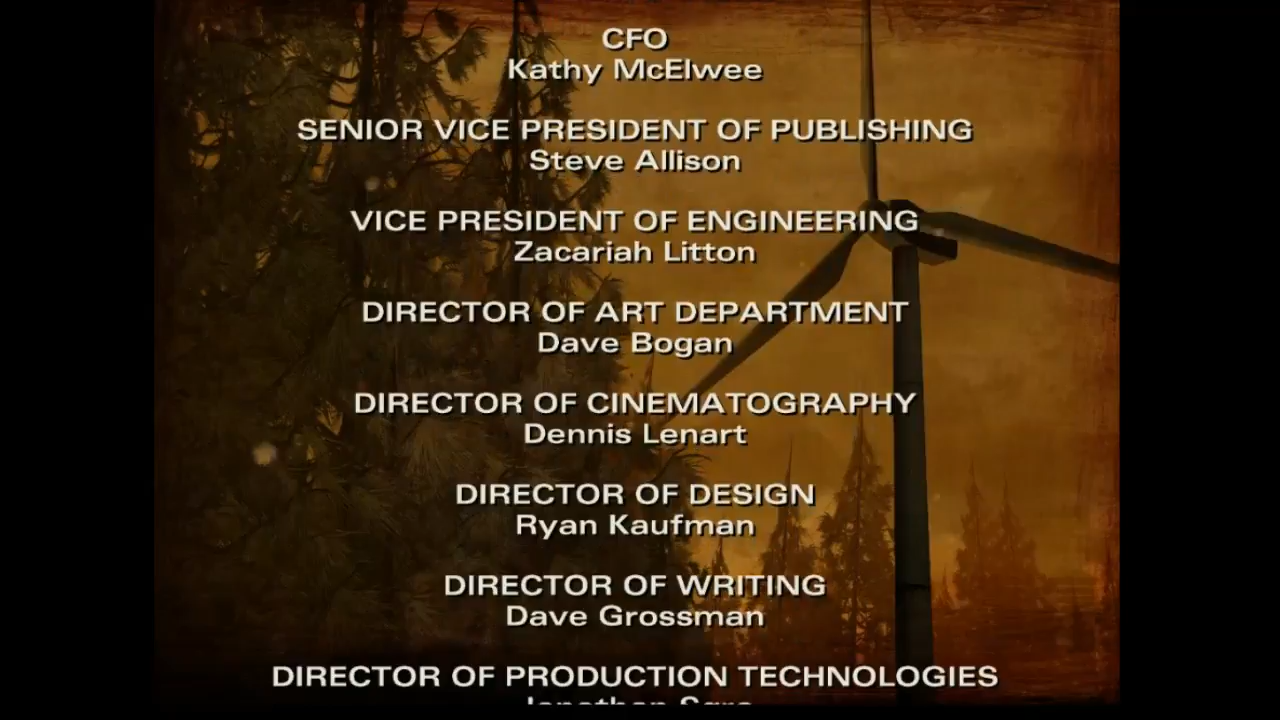 CFO
Kathy McElwee
SENIOR VICE PRESIDENT OF PUBLISHING
Steve Allison
VICE PRESIDENT OF ENGINEERING
Zacariah Litton
DIRECTOR OF ART DEPARTMENT
Dave Bogan
DIRECTOR OF CINEMATOGRAPHY
Dennis Lenart
DIRECTOR OF DESIGN
Ryan Kaufman
DIRECTOR OF WRITING
Dave Grossman
DIRECTOR OF PRODUCTION TECHNOLOGIES
Jonathan